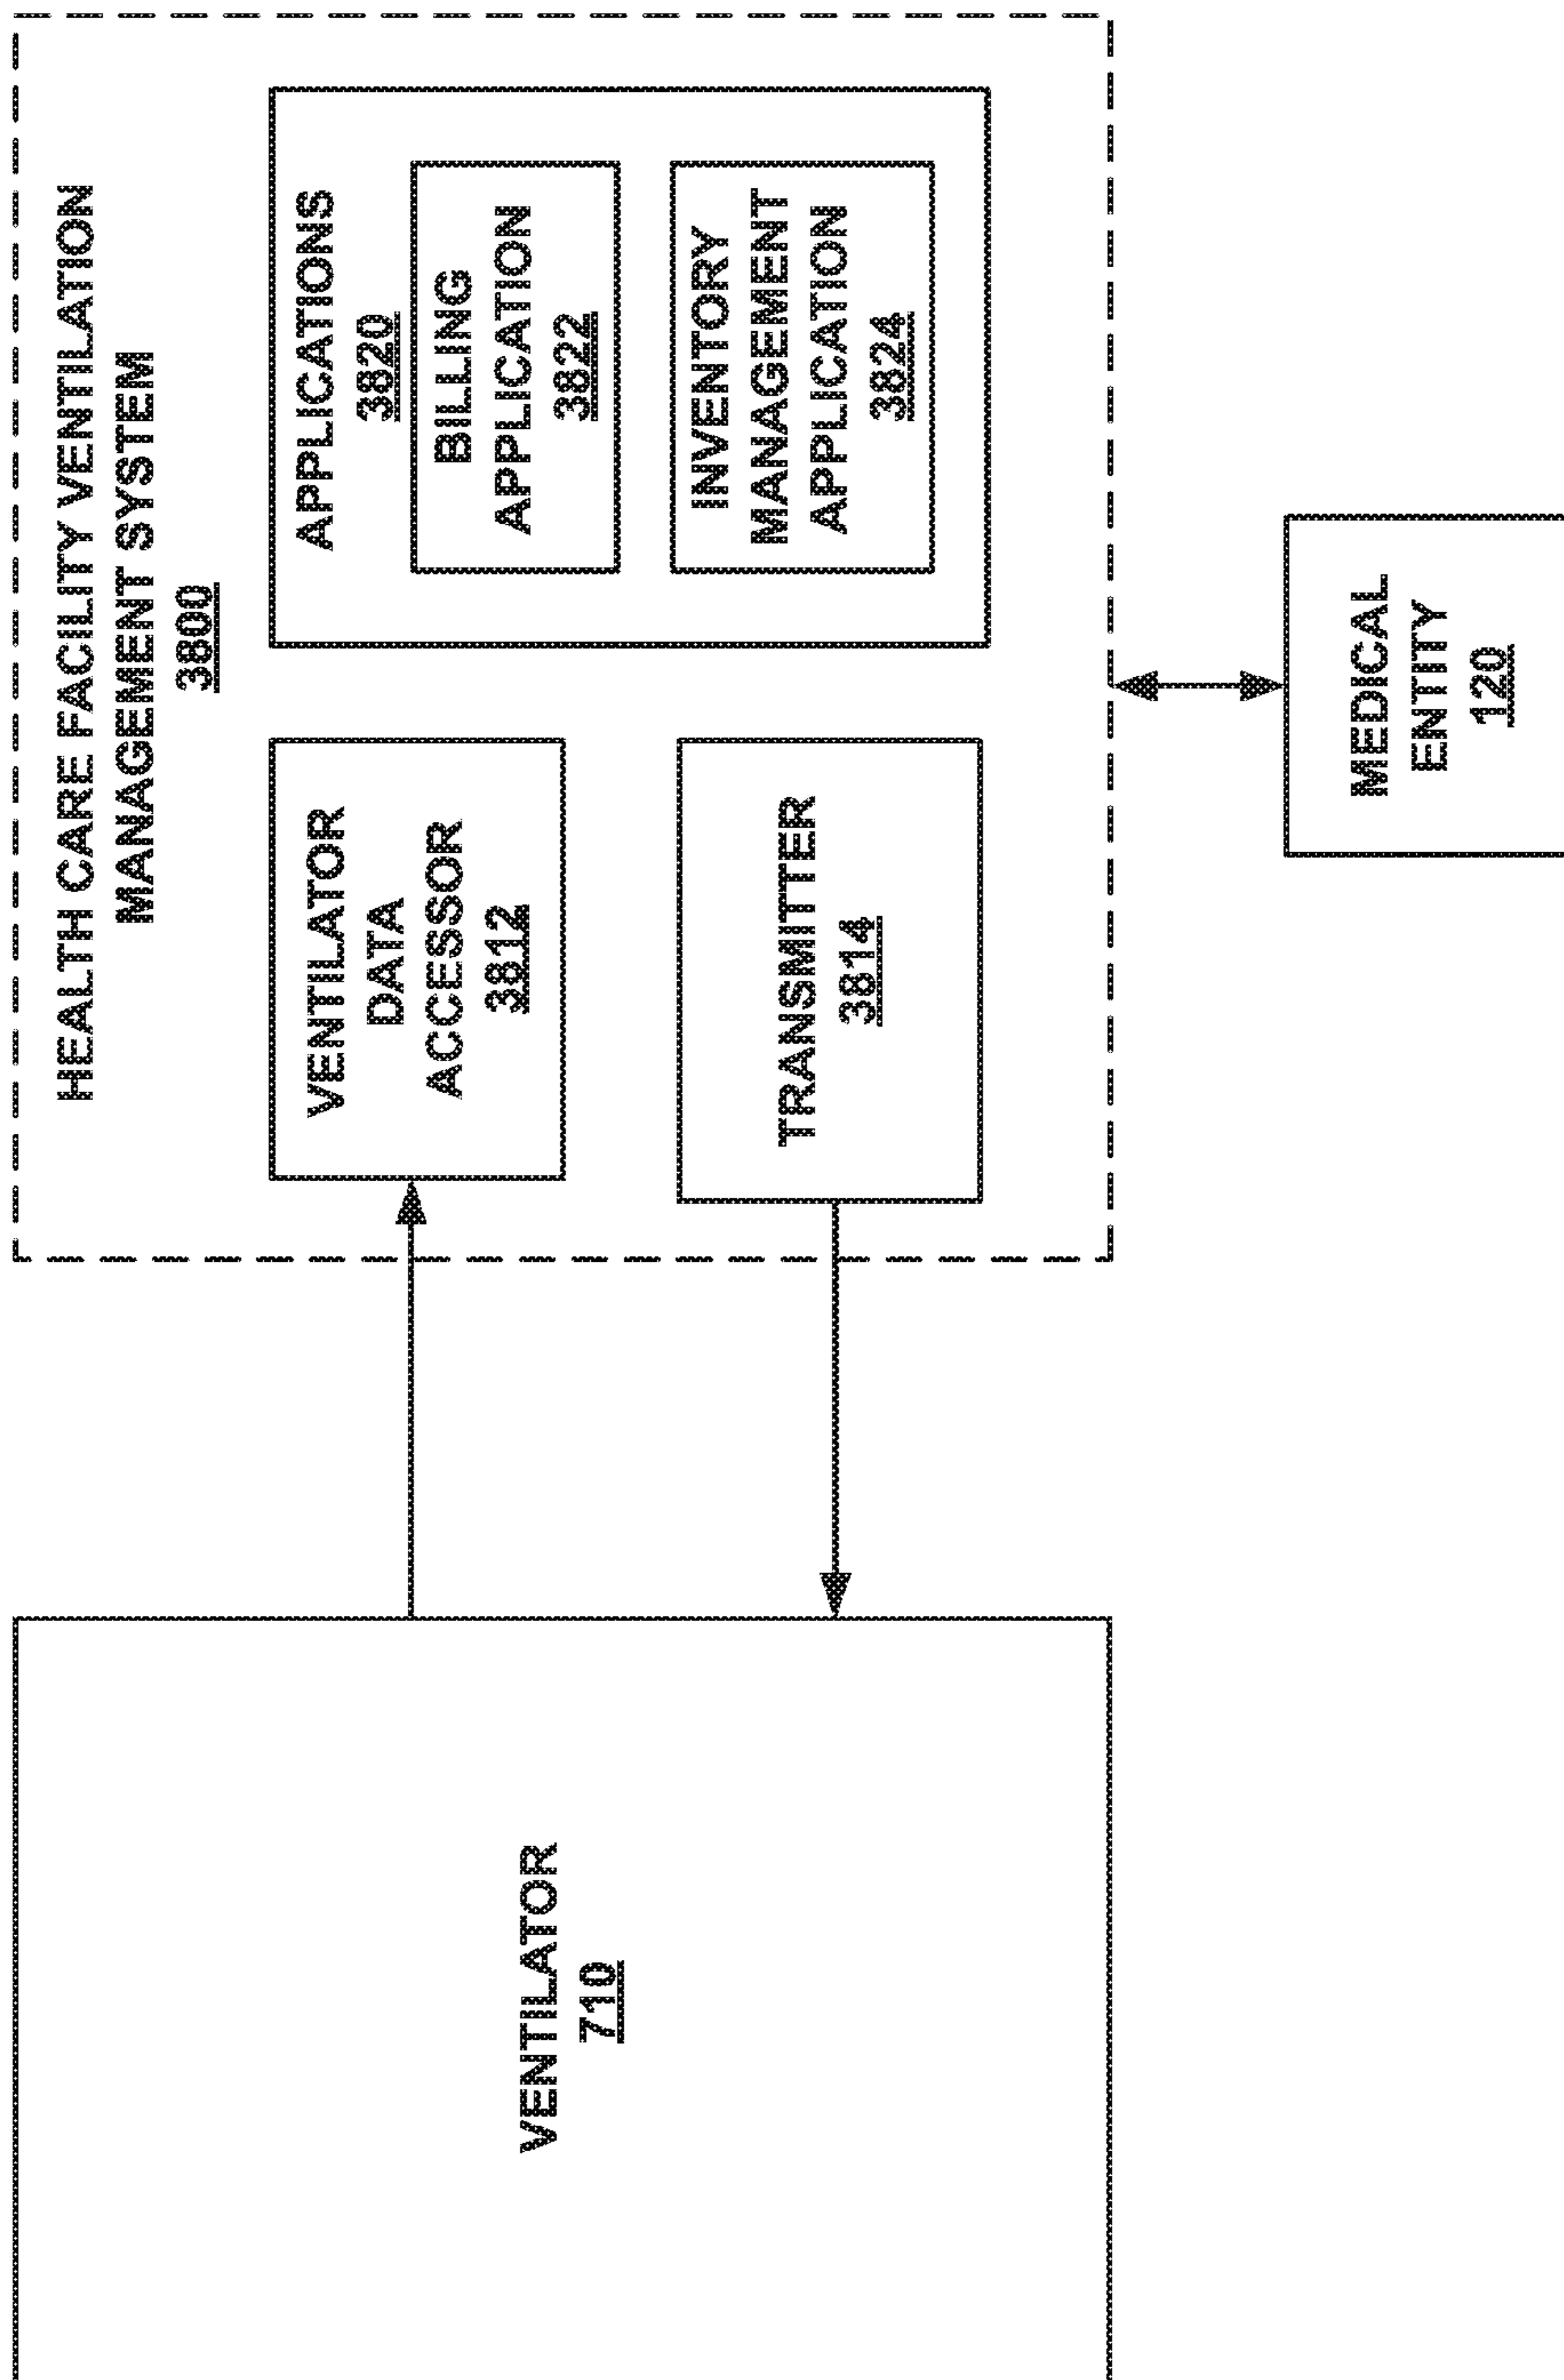 HEALTH CARE FACILITY VENTILATION
MANAGEMENT SYSTEM
3800
VENTILATOR
710
VENTILATOR
DATA
ACCESSOR
3812
TRANSMITTER
3814
APPLICATIONS
3820
BILLING
APPLICATION
3822
INVENTORY
MANAGEMENT
APPLICATION
3824
MEDICAL
ENTITY
120